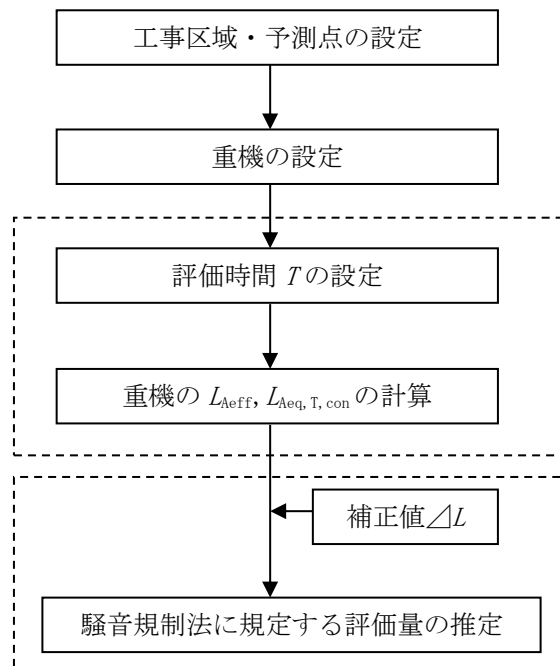 工事区域・予測点の設定
重機の設定
評価時間 Tの設定
重機の LAeff, LAeq,T,con の計算
補正値⊿L
騒音規制法に規定する評価量の推定